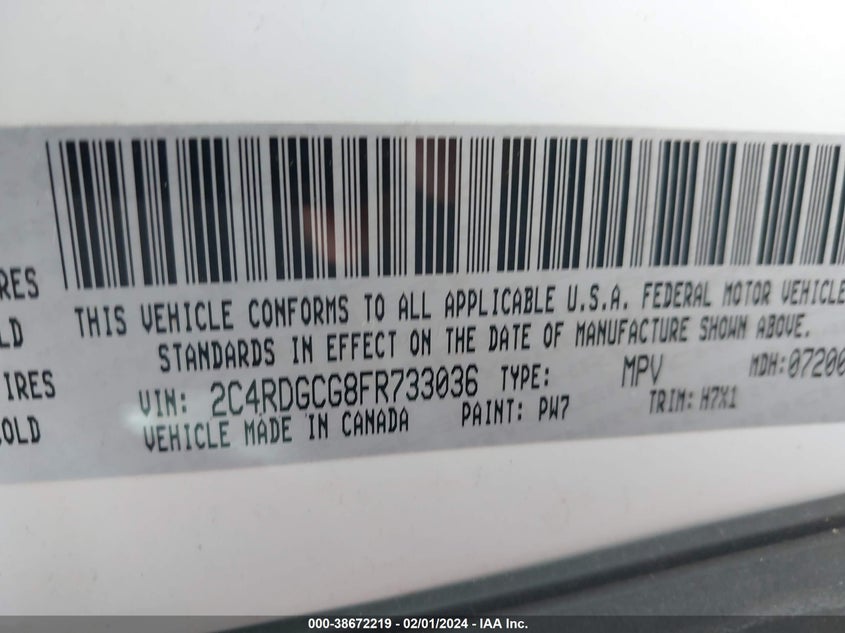 RES
LD
IRES
OLD
THIS VEHICLE CONFORMS TO ALL APPLICABLE U.S.A. FEDERAL MOTOR VEHICLE
STANDARDS IN EFFECT ON THE DATE OF MANUFACTURE SHOWN ABOVE.
VIN: 2C4RDGCG8FR733036 TYPE: MPV MDH:07200
VEHICLE MADE IN CANADA PAINT: PW7 TRIM: H7X1
000-38672219 - 02/01/2024 - IAA Inc.